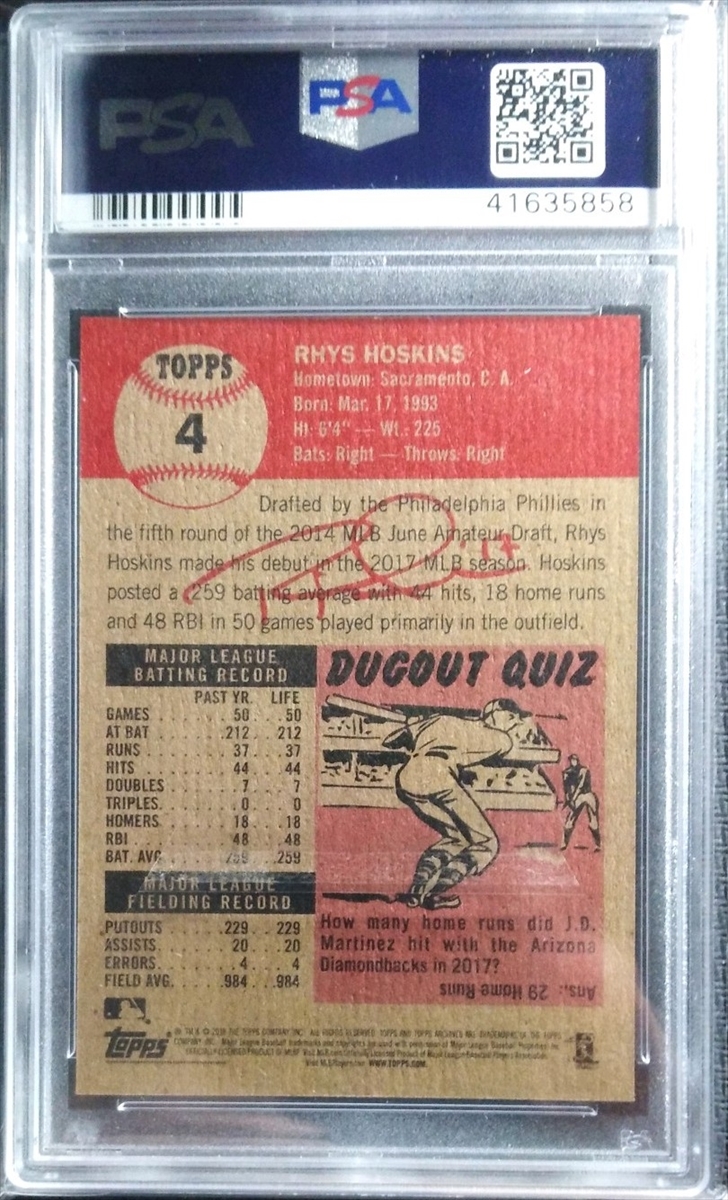 PSA PSA
41635858
TOPPS
4
RHYS HOSKINS
Hometown: Sacramento, C. A.
Born: Mar. 17, 1993
Ht: 6'4" — Wt.: 225
Bats: Right — Throws: Right
Drafted by the Philadelphia Phillies in
the fifth round of the 2014 MLB June Amateur Draft, Rhys
Hoskins made his debut in the 2017 MLB season. Hoskins
posted a .259 batting average with 44 hits, 18 home runs
and 48 RBI in 50 games played primarily in the outfield.
MAJOR LEAGUE
BATTING RECORD
PAST YR. LIFE
GAMES 50 50
AT BAT 212 212
RUNS 37 37
HITS 44 44
DOUBLES 7 7
TRIPLES 0 0
HOMERS 18 18
RBI 48 48
BAT. AVG .259 .259
MAJOR LEAGUE
FIELDING RECORD
PUTOUTS 229 229
ASSISTS 20 20
ERRORS 4 4
FIELD AVG. .984 .984
DUGOUT QUIZ
How many home runs did J.D.
Martinez hit with the Arizona
Diamondbacks in 2017?
Ans.: 29 Home Runs
topps
WWW.TOPPS.COM